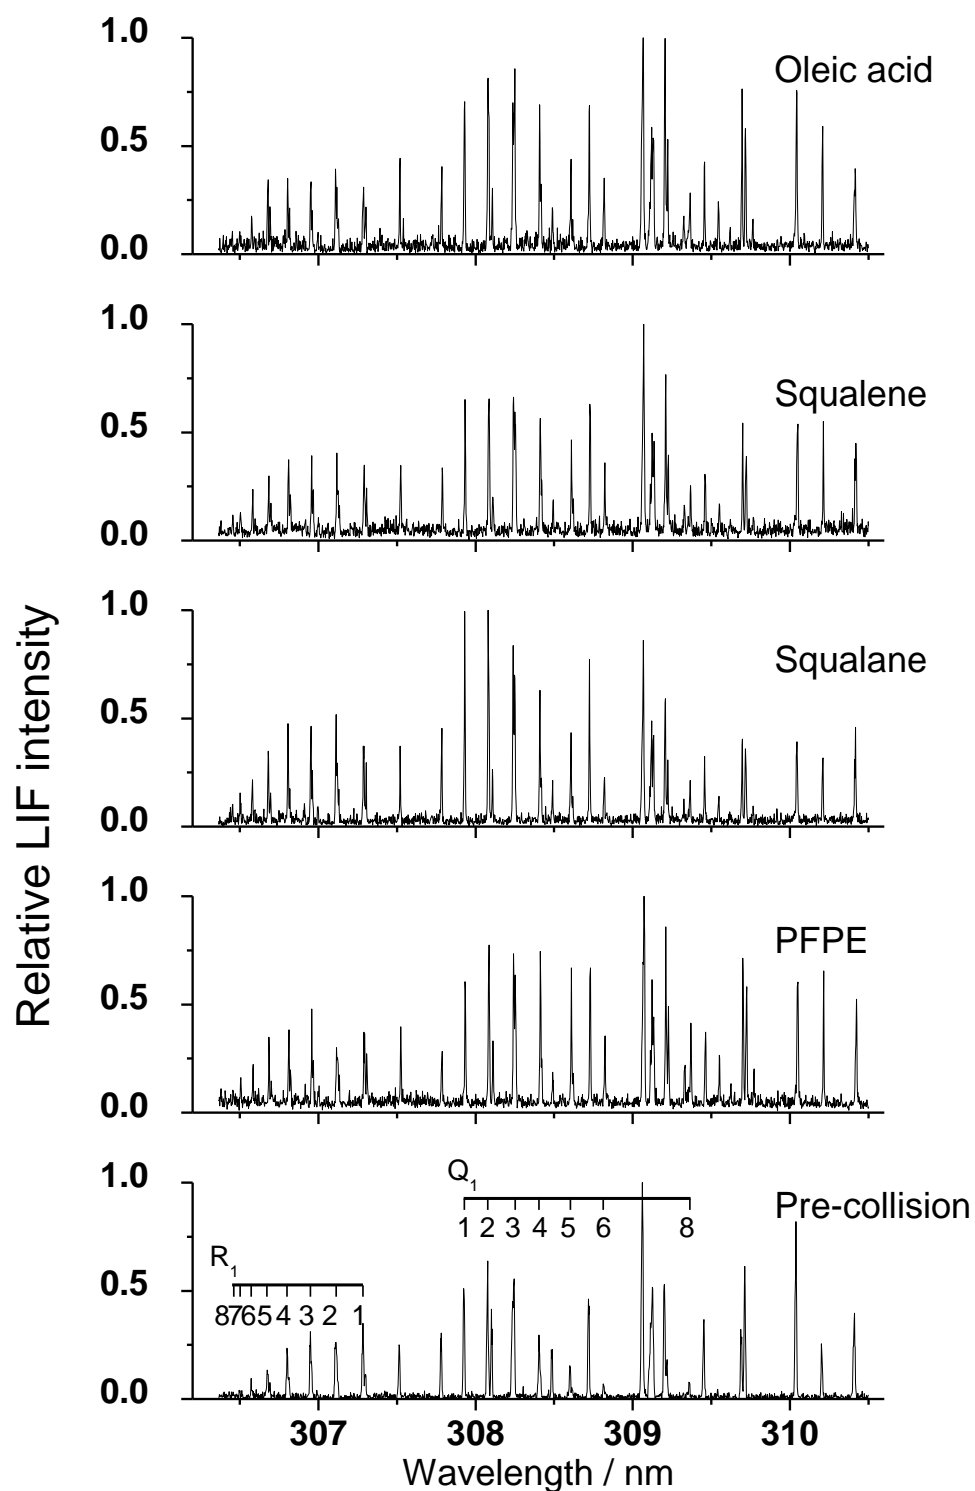 Relative LIF intensity
1.0
Oleic acid
0.5
0.0
1.0
Squalene
0.5
0.0
1.0
Squalane
0.5
0.0
1.0
PFPE
0.5
0.0
1.0
Q1
Pre-collision
1 2 3 4 5 6 8
R1
0.5
8 7 6 5 4 3 2 1
0.0
307 308 309 310
Wavelength / nm